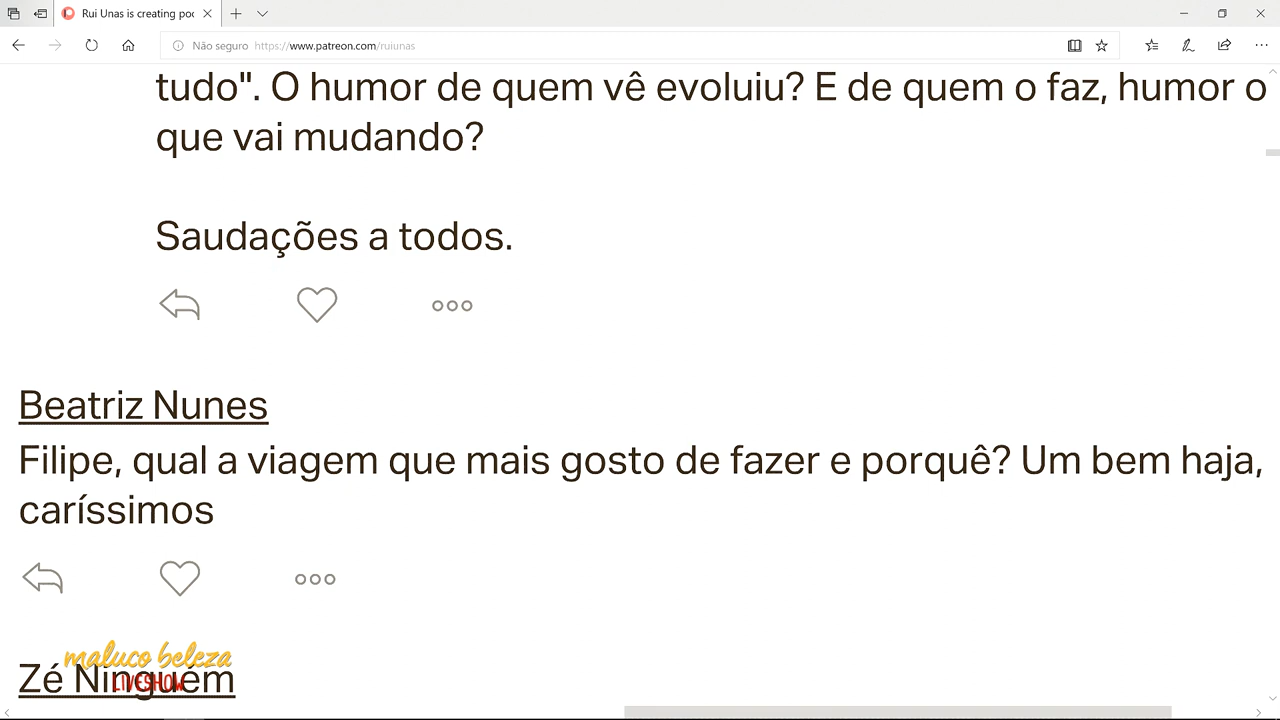 Rui Unas is creating poc
Não seguro https://www.patreon.com/ruiunas
tudo". O humor de quem vê evoluiu? E de quem o faz, humor o
que vai mudando?
Saudações a todos.
Beatriz Nunes
Filipe, qual a viagem que mais gosto de fazer e porquê? Um bem haja,
caríssimos
maluco beleza
LIVESHOW
Zé Ninguém